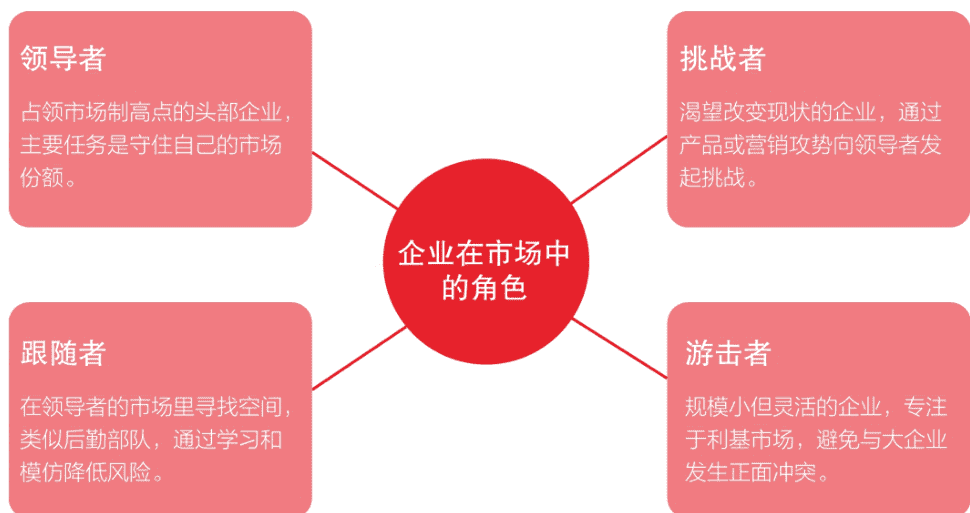 领导者
占领市场制高点的头部企业，
主要任务是守住自己的市场
份额。
挑战者
渴望改变现状的企业，通过
产品或营销攻势向领导者发
起挑战。
企业在市场中
的角色
跟随者
在领导者的市场里寻找空间，
类似后勤部队，通过学习和
模仿降低风险。
游击者
规模小但灵活的企业，专注
于利基市场，避免与大企业
发生正面冲突。